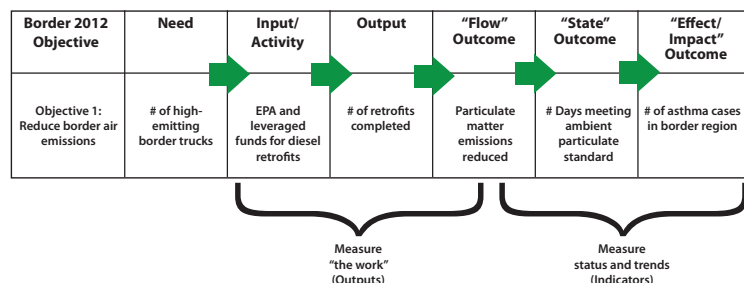 Border 2012
Objective
Need
Input/
Activity
Output
“Flow”
Outcome
“State”
Outcome
“Effect/
Impact”
Outcome
Objective 1:
Reduce border air
emissions
# of high-
emitting
border trucks
EPA and
leveraged
funds for diesel
retrofits
# of retrofits
completed
Particulate
matter
emissions
reduced
# Days meeting
ambient
particulate
standard
# of asthma cases
in border region
Measure
“the work”
(Outputs)
Measure
status and trends
(Indicators)